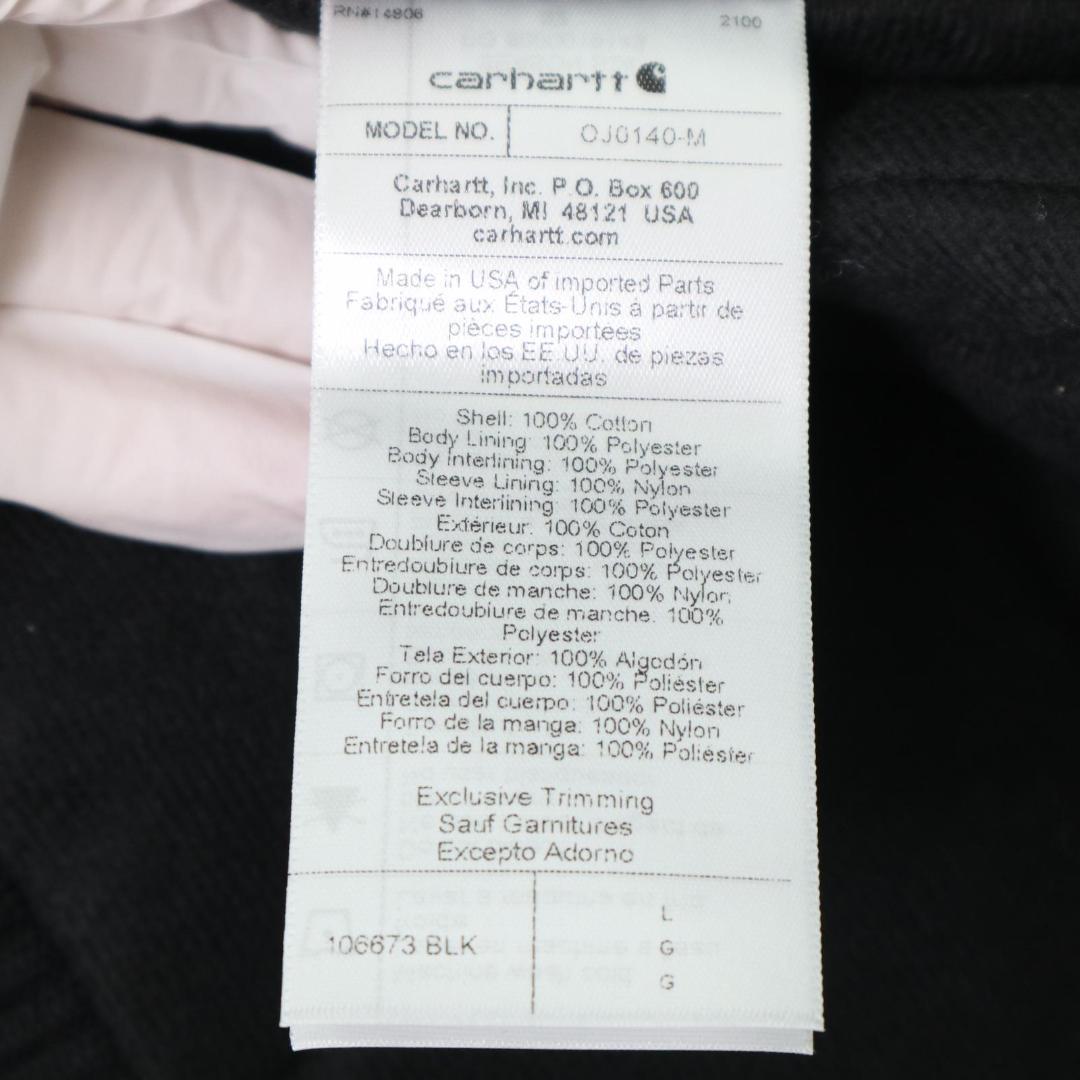 RN#14806 2100
carhartt
MODEL NO. OJ0140-M
Carhartt, Inc. P.O. Box 600
Dearborn, MI 48121 USA
carhartt.com
Made in USA of imported Parts
Fabriqué aux États-Unis à partir de
pièces importées
Hecho en los EE.UU. de piezas
importadas
Shell: 100% Cotton
Body Lining: 100% Polyester
Body Interlining: 100% Polyester
Sleeve Lining: 100% Nylon
Sleeve Interlining: 100% Polyester
Extérieur: 100% Coton
Doublure de corps: 100% Polyester
Entredoublure de corps: 100% Polyester
Doublure de manche: 100% Nylon
Entredoublure de manche: 100%
Polyester
Tela Exterior: 100% Algodón
Forro del cuerpo: 100% Poliéster
Entretela del cuerpo: 100% Poliéster
Forro de la manga: 100% Nylon
Entretela de la manga: 100% Poliéster
Exclusive Trimming
Sauf Garnitures
Excepto Adorno
106673 BLK
L
G
G